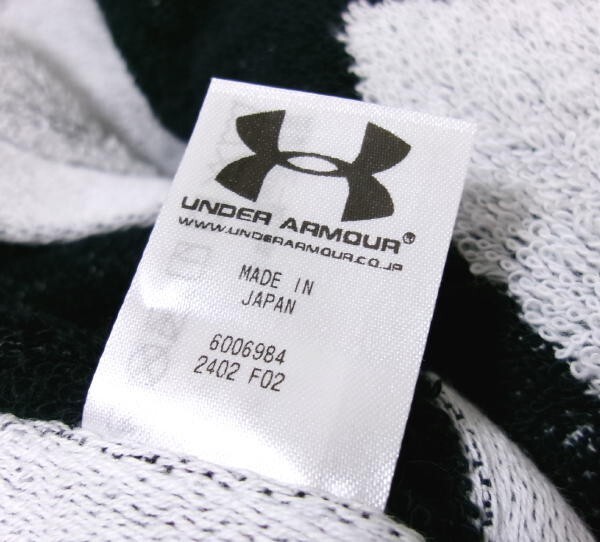 UNDER ARMOUR®
WWW.UNDERARMOUR.CO.JP
MADE IN
JAPAN
6006984
2402 F02